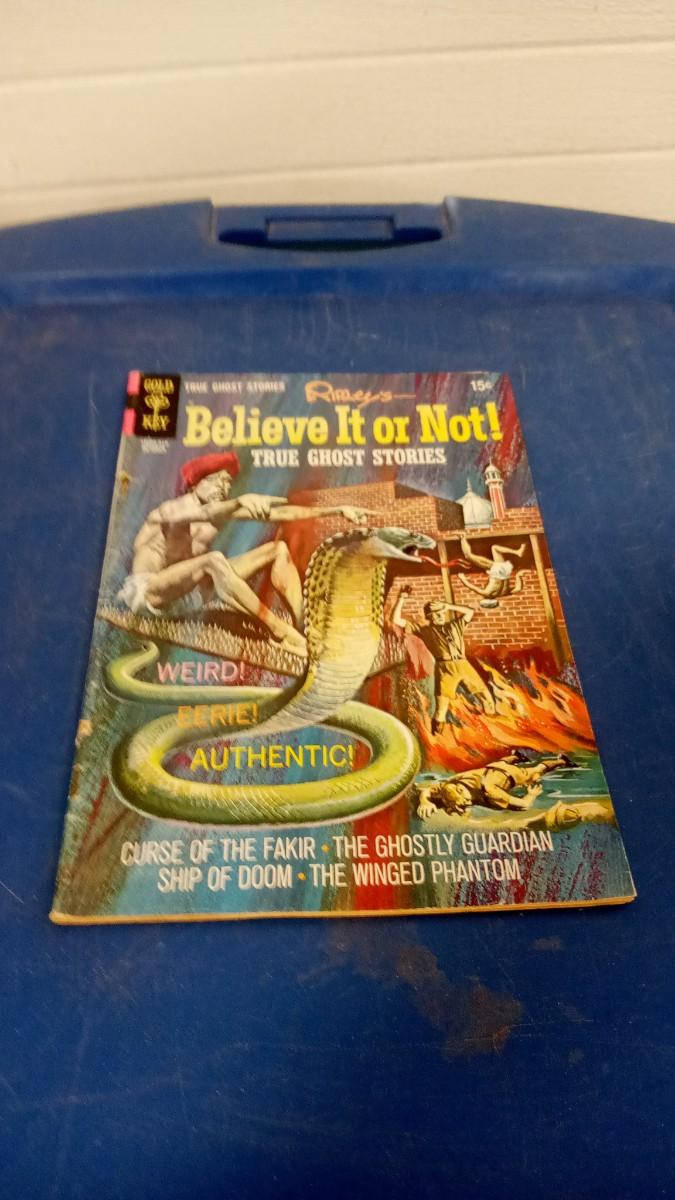 GOLD
KEY
TRUE GHOST STORIES
Ripley's
15¢
Believe It or Not!
TRUE GHOST STORIES
WEIRD!
EERIE!
AUTHENTIC!
CURSE OF THE FAKIR • THE GHOSTLY GUARDIAN
SHIP OF DOOM • THE WINGED PHANTOM